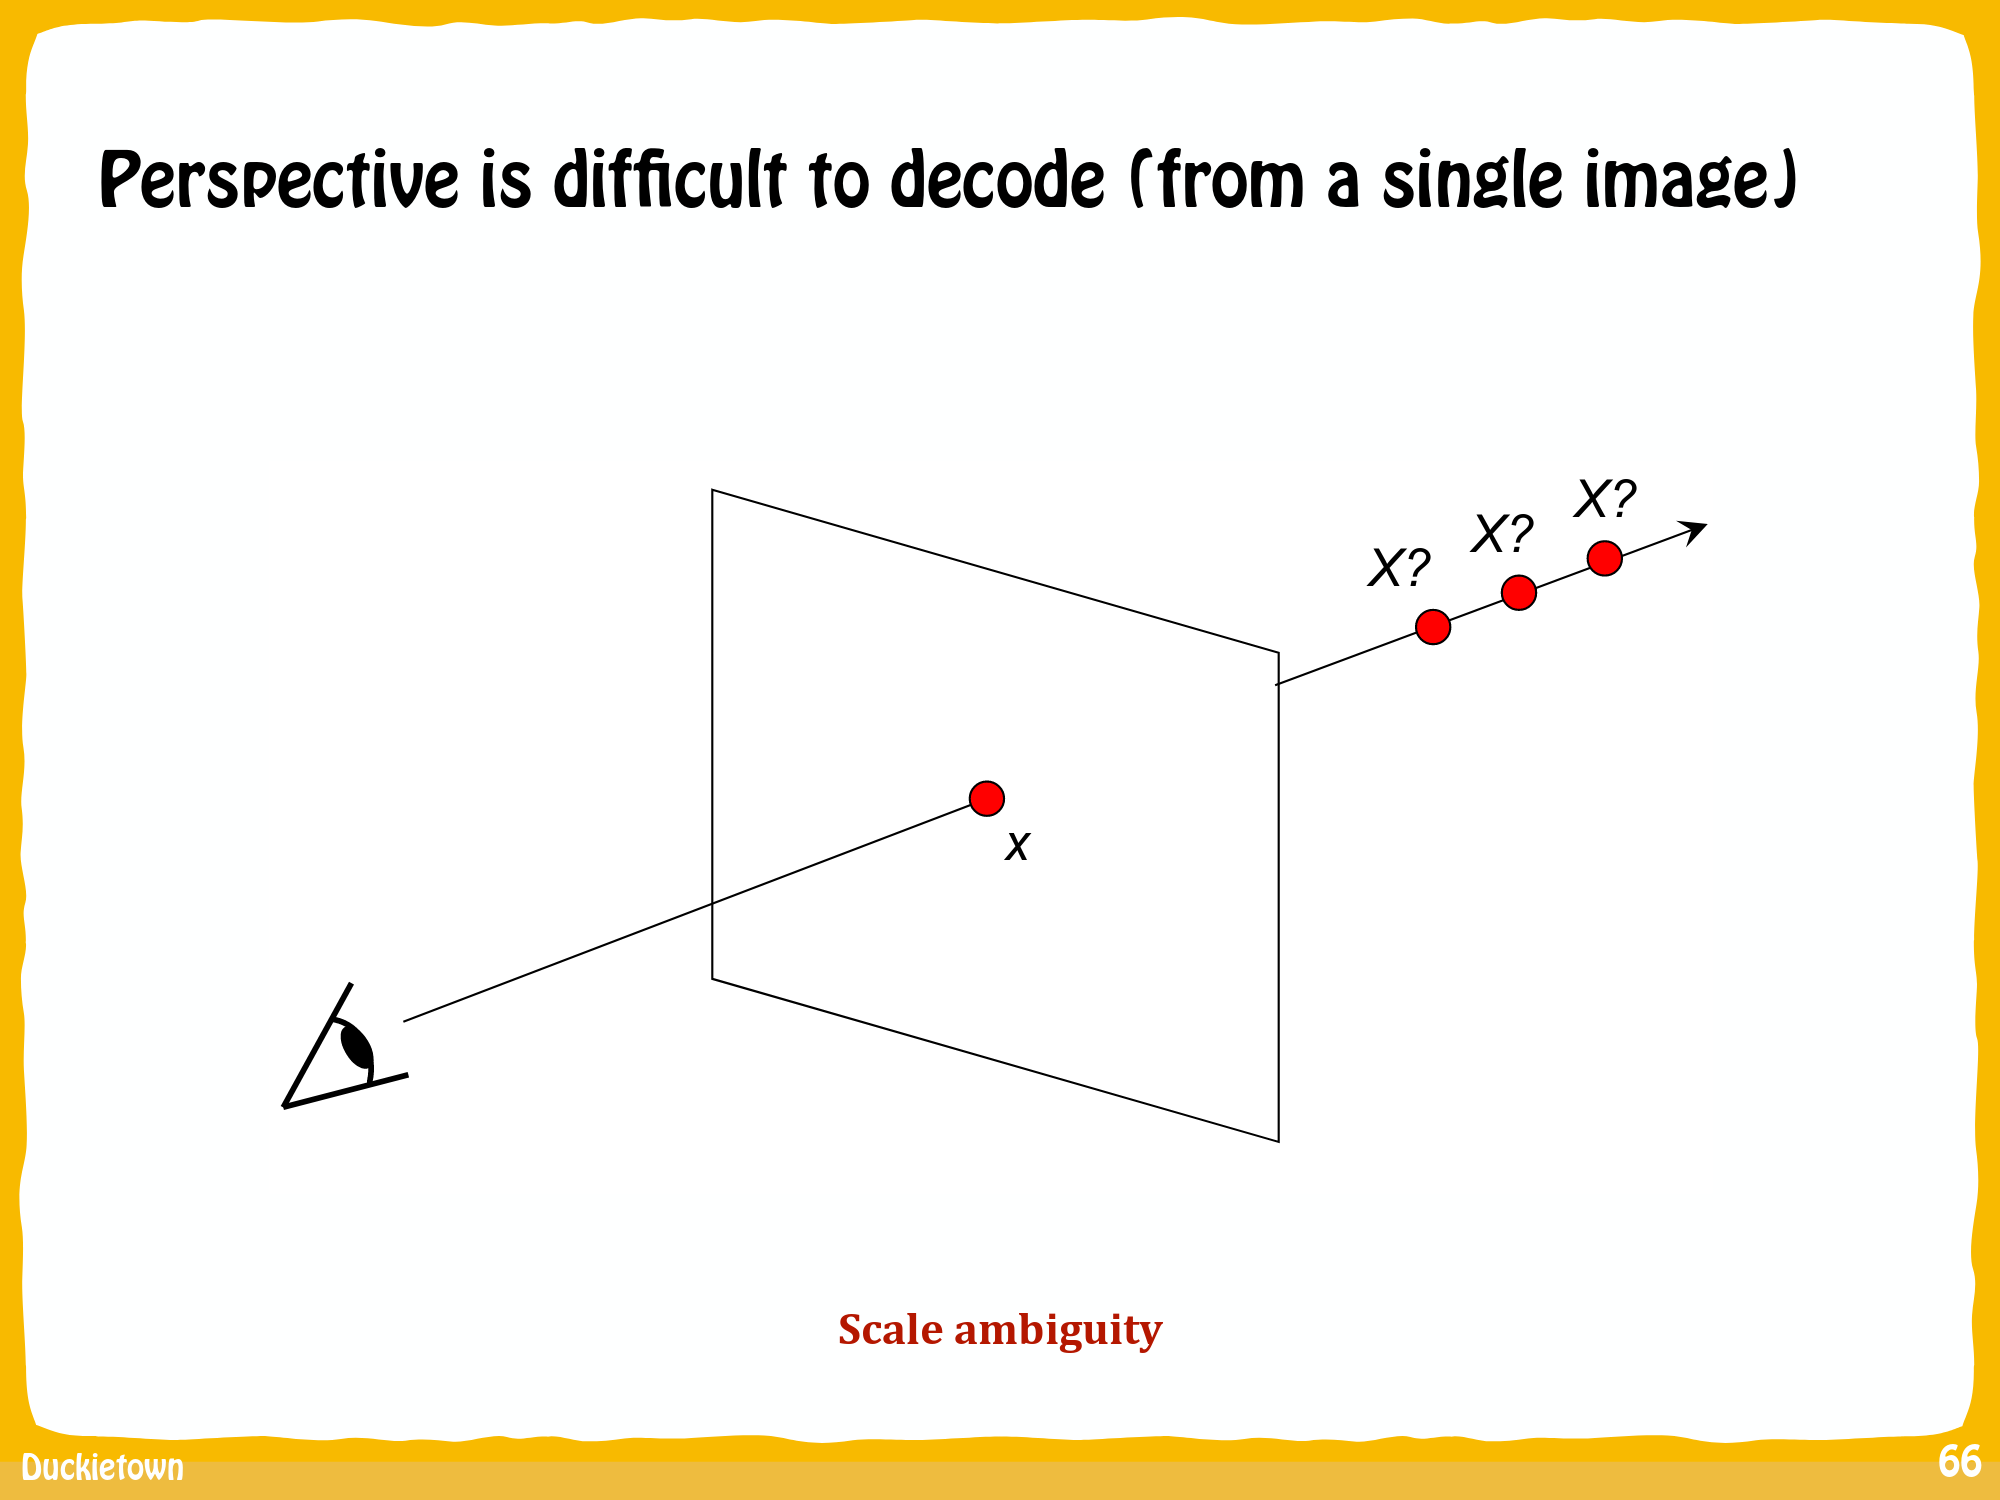 Perspective is difficult to decode (from a single image)
X?
X?
X?
x
Scale ambiguity
Duckietown
66